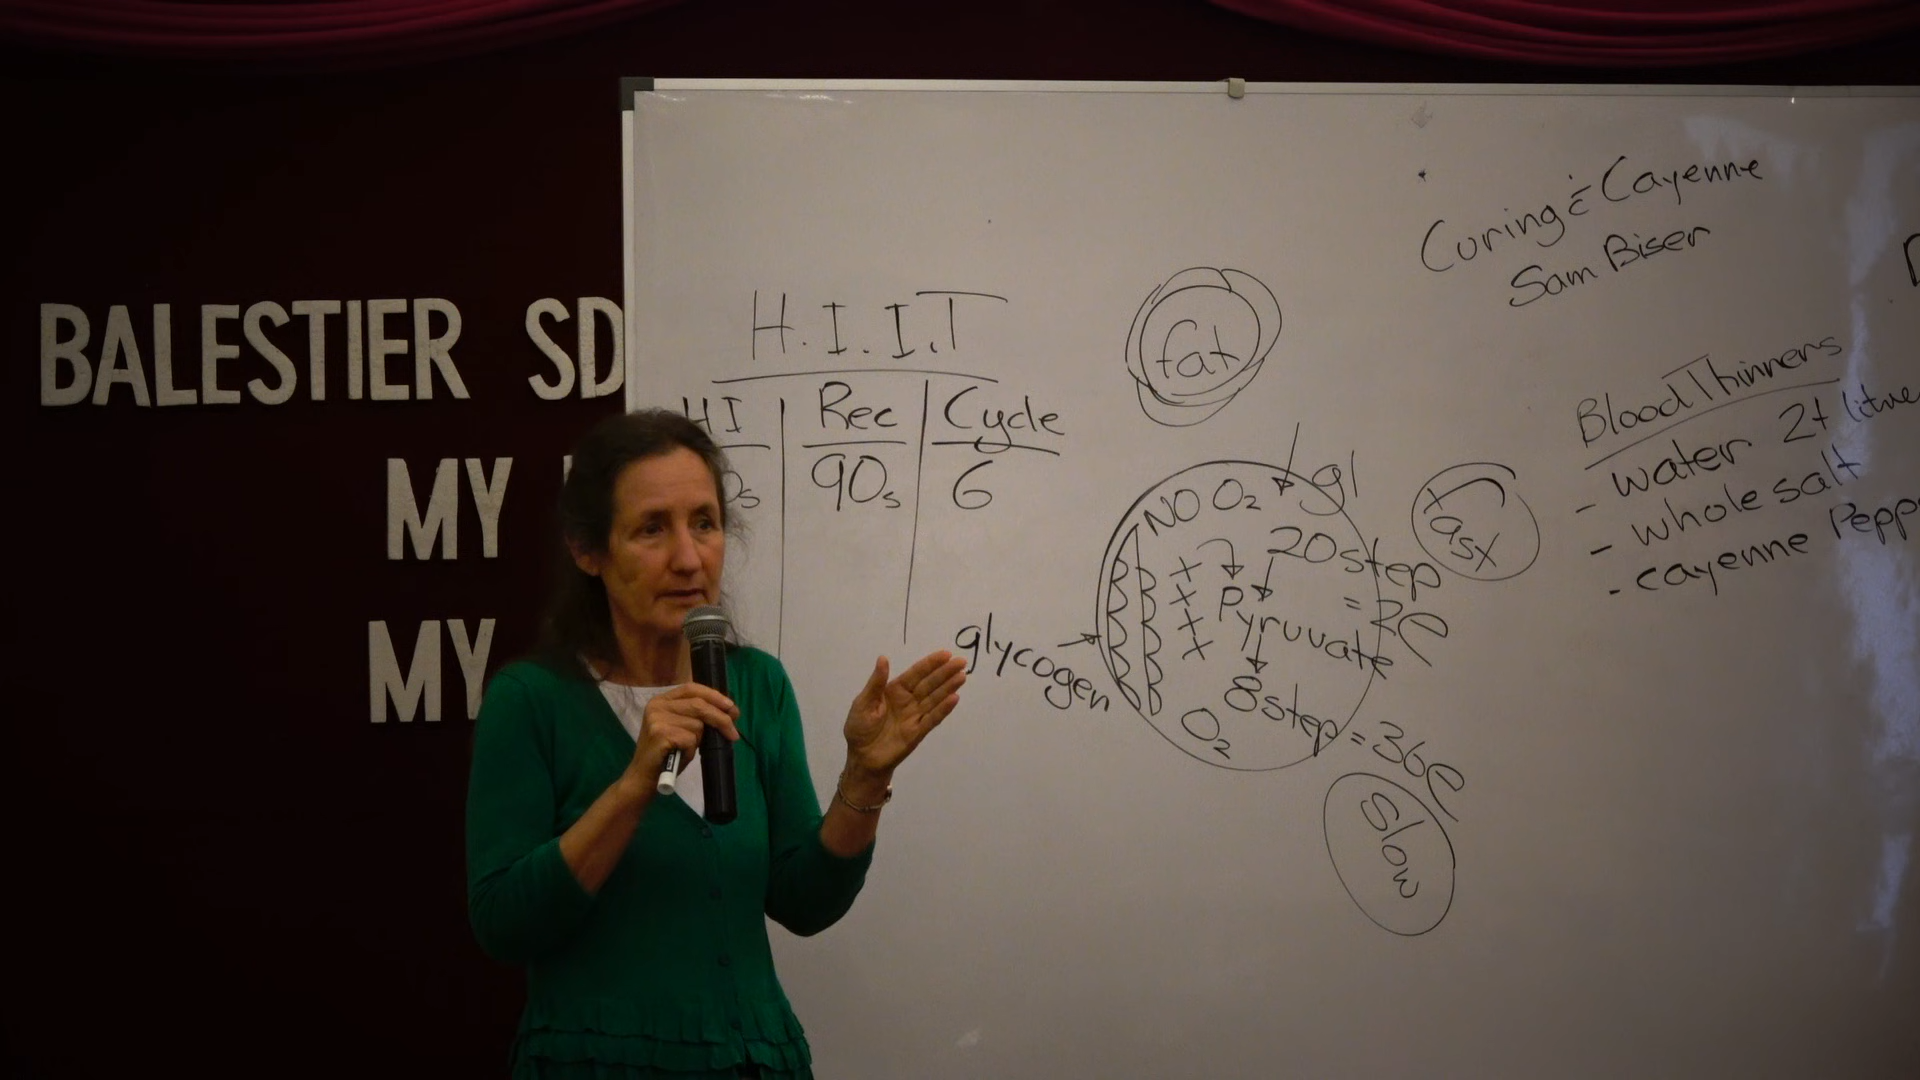 BALESTIER SD
MY
MY
H.I.I.T
HI Rec Cycle
0s 90s 6
fat
glycogen
NO O₂ gl
20step
= 2e
Pyruvate
8step = 36e
O₂
fast
Slow
Curing c̄ Cayenne
Sam Biser
Blood Thinners
- water 2+ litre
- whole salt
- cayenne Pepp